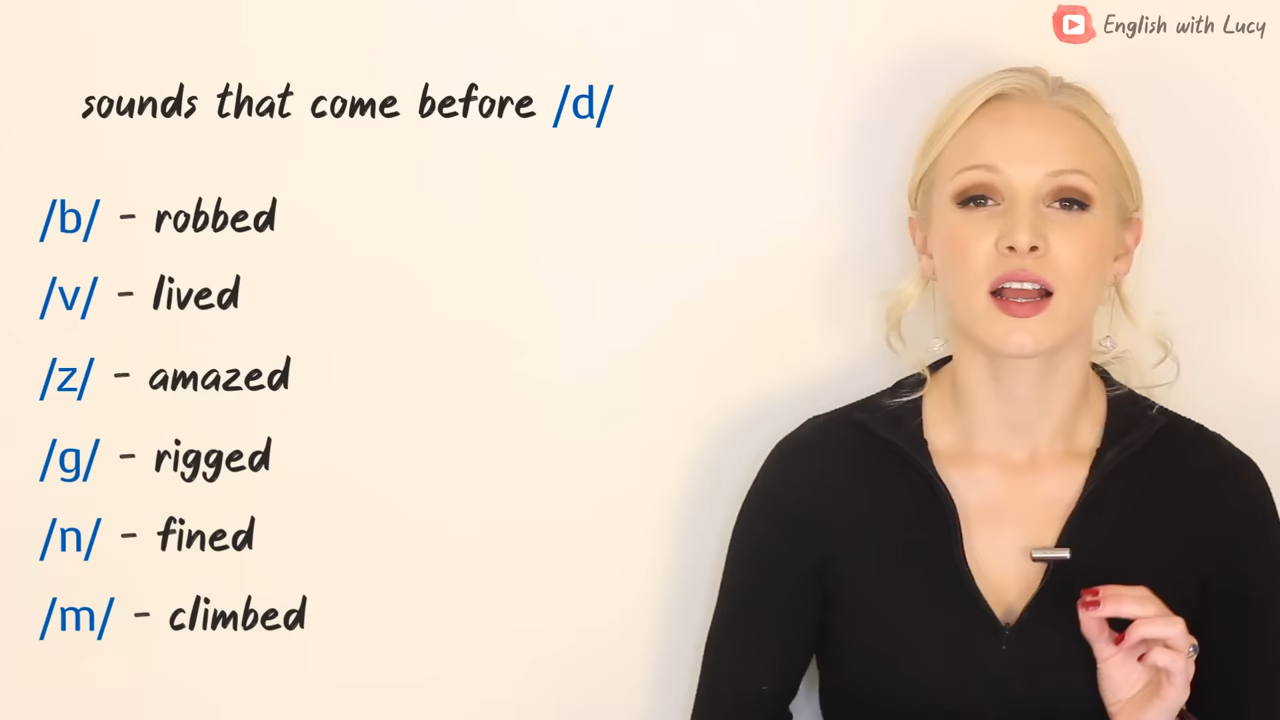 English with Lucy
sounds that come before /d/
/b/ - robbed
/v/ - lived
/z/ - amazed
/g/ - rigged
/n/ - fined
/m/ - climbed